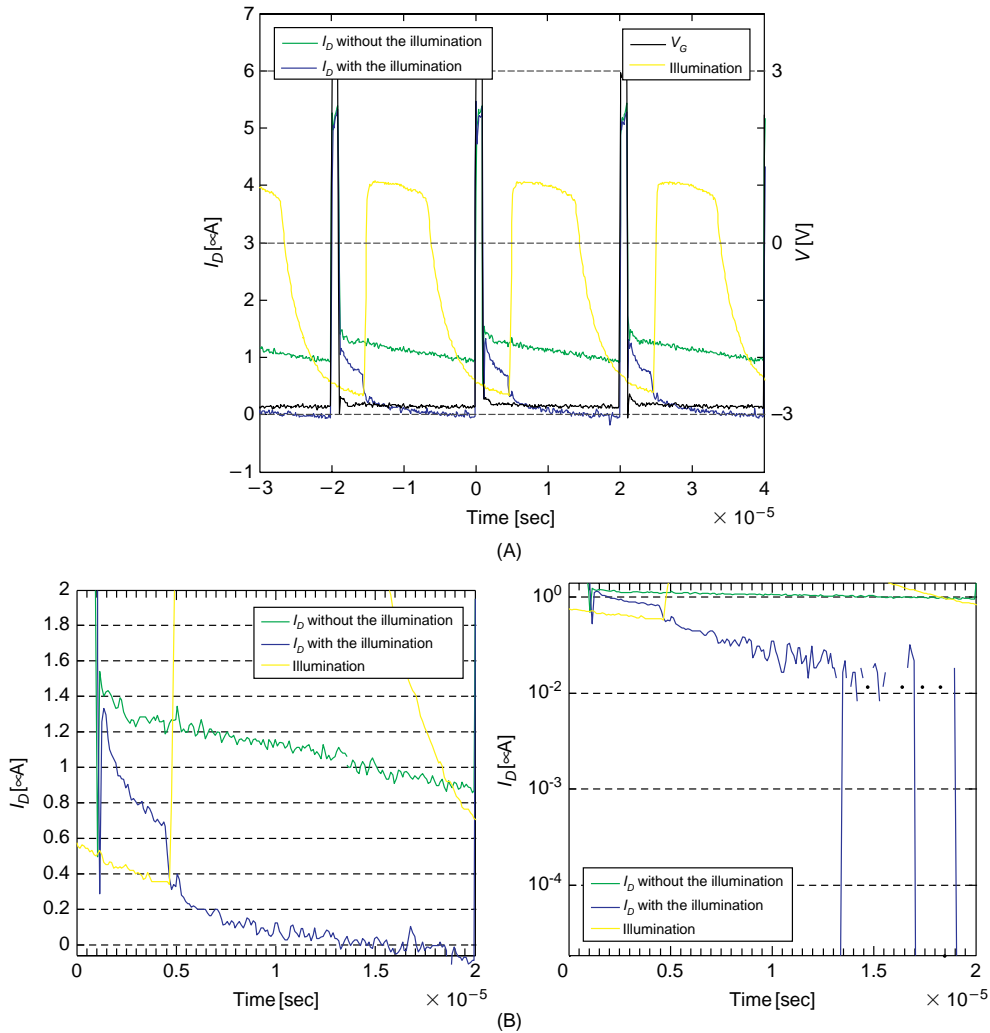 I_D without the illumination
I_D with the illumination
V_G
Illumination
7
6
5
4
3
2
1
0
−1
I_D [∝A]
3
0
−3
V [V]
−3 −2 −1 0 1 2 3 4
Time [sec] × 10⁻⁵
(A)
2
1.8
1.6
1.4
1.2
1
0.8
0.6
0.4
0.2
0
I_D [∝A]
I_D without the illumination
I_D with the illumination
Illumination
0 0.5 1 1.5 2
Time [sec] × 10⁻⁵
10⁰
10⁻²
10⁻³
10⁻⁴
I_D [∝A]
I_D without the illumination
I_D with the illumination
Illumination
0 0.5 1 1.5 2
Time [sec] × 10⁻⁵
(B)